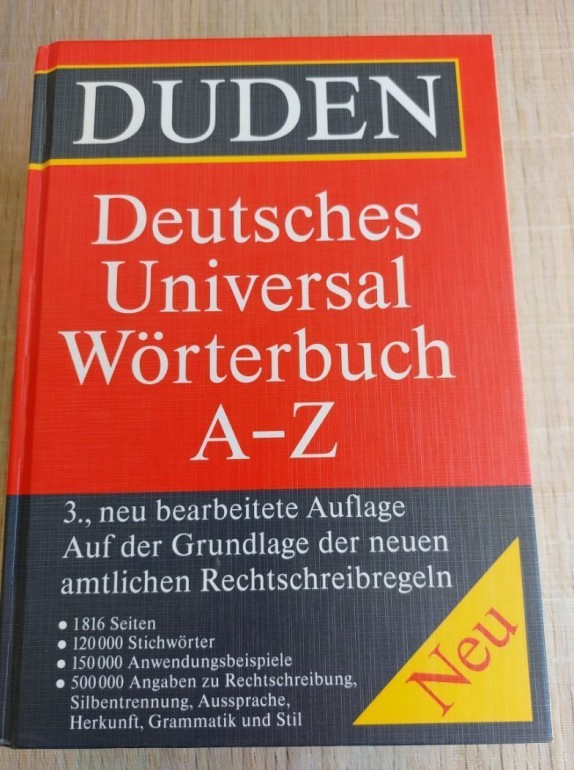 DUDEN
Deutsches
Universal
Wörterbuch
A–Z
3., neu bearbeitete Auflage
Auf der Grundlage der neuen
amtlichen Rechtschreibregeln
• 1816 Seiten
• 120 000 Stichwörter
• 150 000 Anwendungsbeispiele
• 500 000 Angaben zu Rechtschreibung,
Silbentrennung, Aussprache,
Herkunft, Grammatik und Stil
Neu